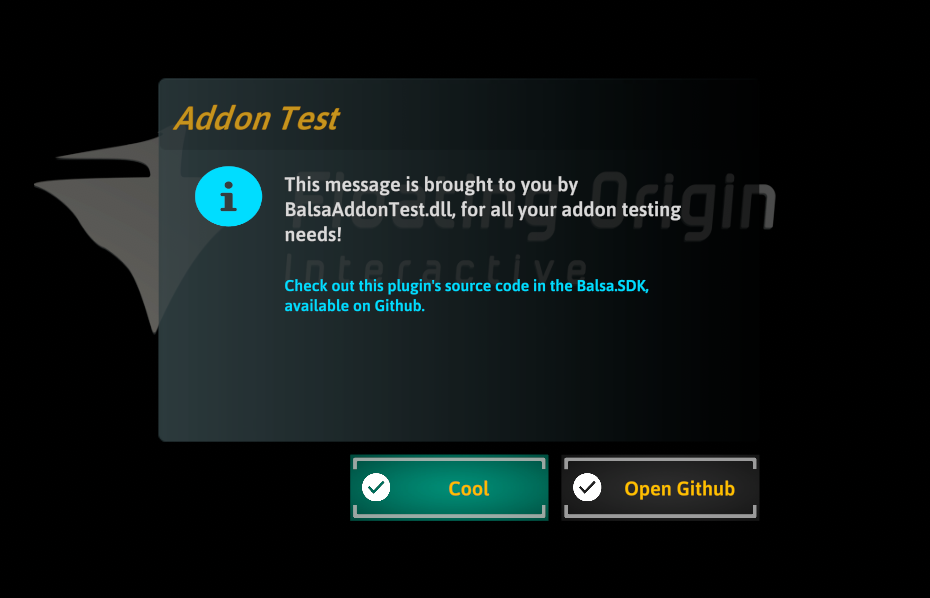 Addon Test
Floating Origin
Interactive
This message is brought to you by
BalsaAddonTest.dll, for all your addon testing
needs!
Check out this plugin's source code in the Balsa.SDK,
available on Github.
Cool
Open Github